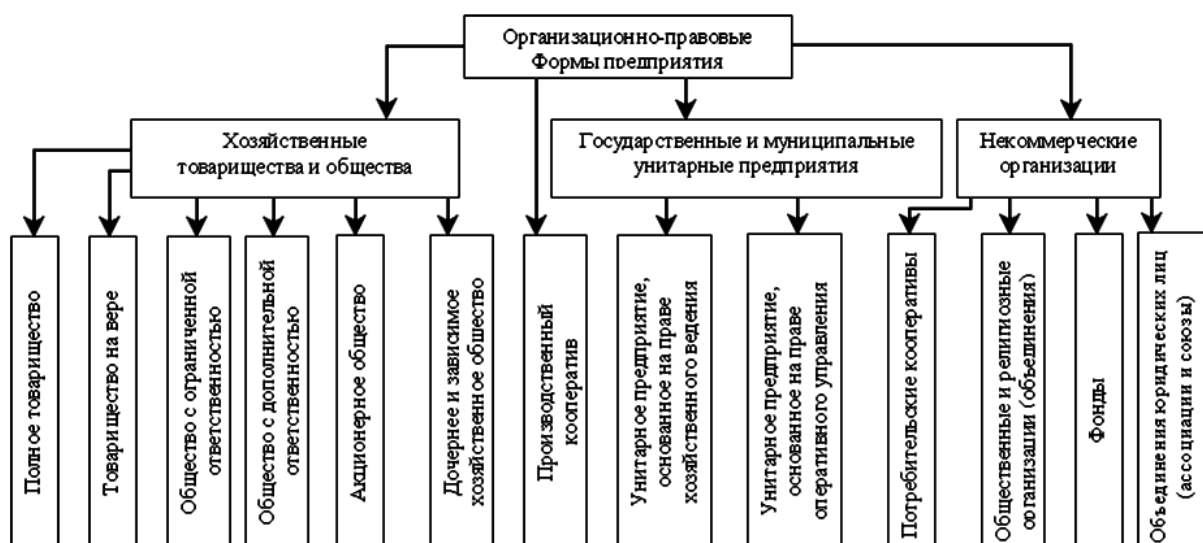 Организационно-правовые
Формы предприятия
Хозяйственные
товарищества и общества
Государственные и муниципальные
унитарные предприятия
Некоммерческие
организации
Полное товарищество
Товарищество на вере
Общество с ограниченной
ответственностью
Общество с дополнительной
ответственностью
Акционерное общество
Дочернее и зависимое
хозяйственное общество
Производственный
кооператив
Унитарное предприятие,
основанное на праве
хозяйственного ведения
Унитарное предприятие,
основанное на праве
оперативного управления
Потребительские кооперативы
Общественные и религиозные
организации (объединения)
Фонды
Объединения юридических лиц
(ассоциации и союзы)